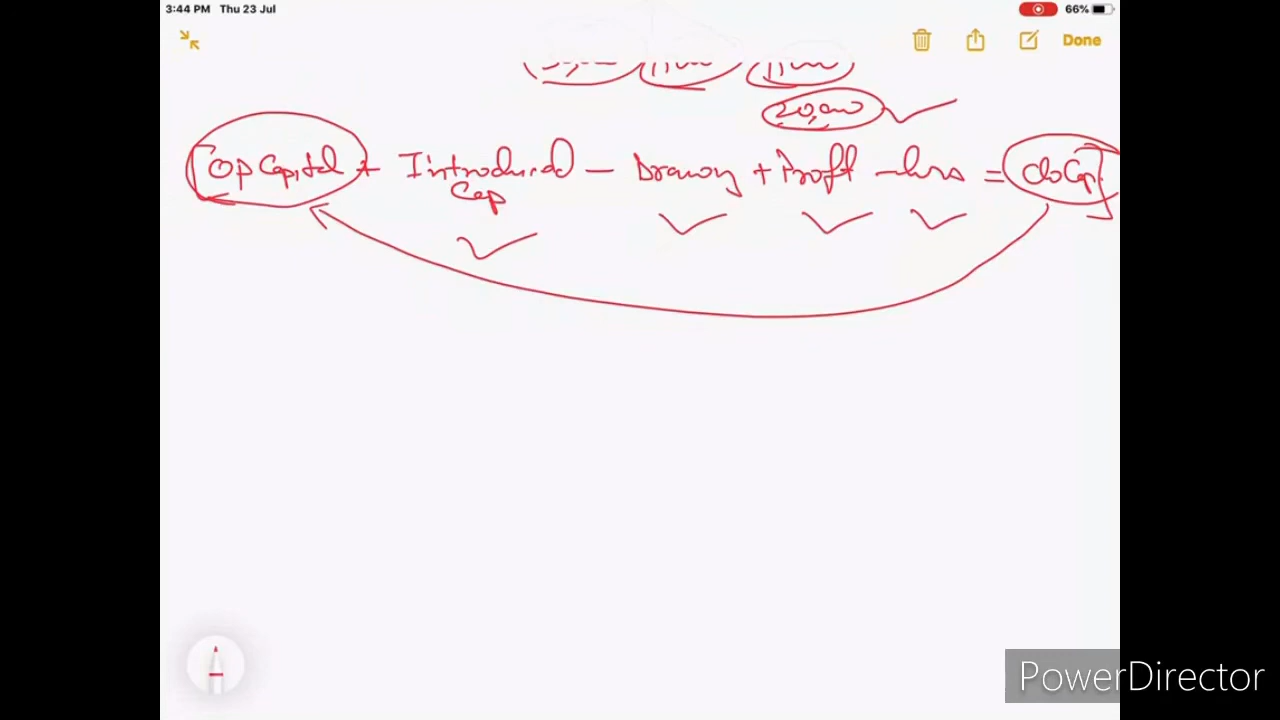 3:44 PM Thu 23 Jul
66%
Done
20,000
Op Capital + Introduced Cap – Drawing + Profit – loss = clo Cap
PowerDirector